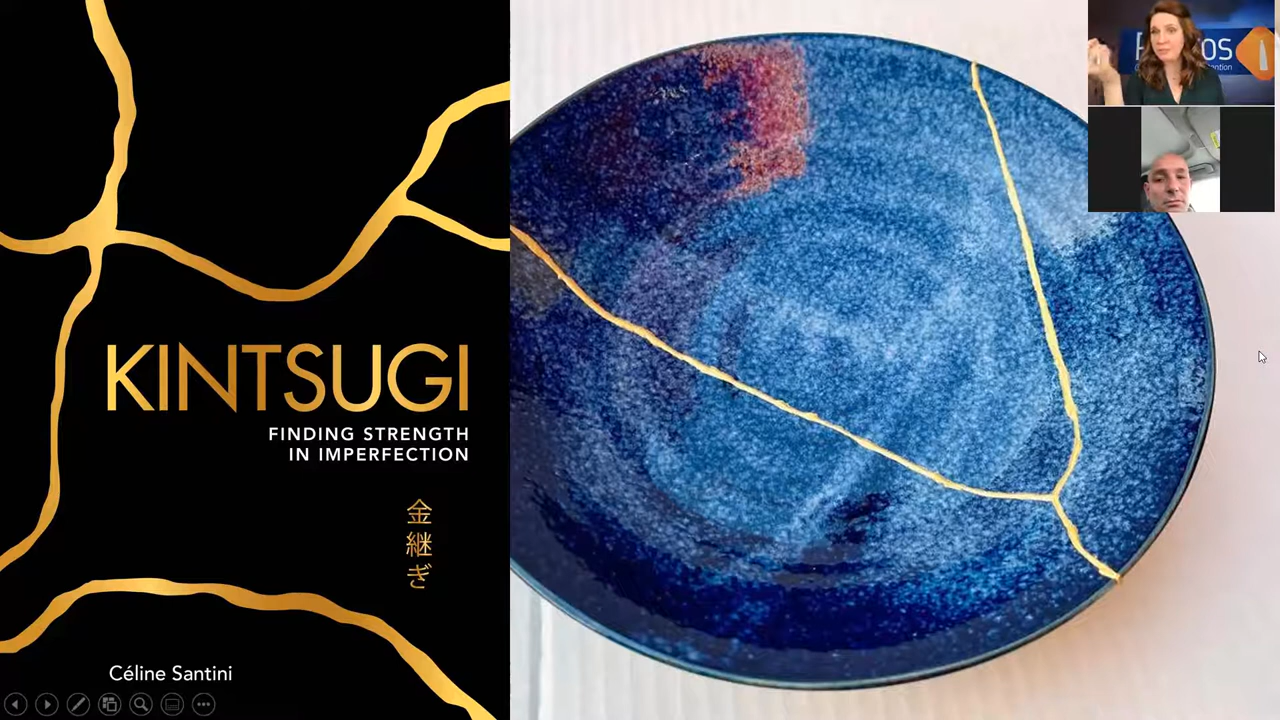 KINTSUGI
FINDING STRENGTH
IN IMPERFECTION
金
継
ぎ
Céline Santini